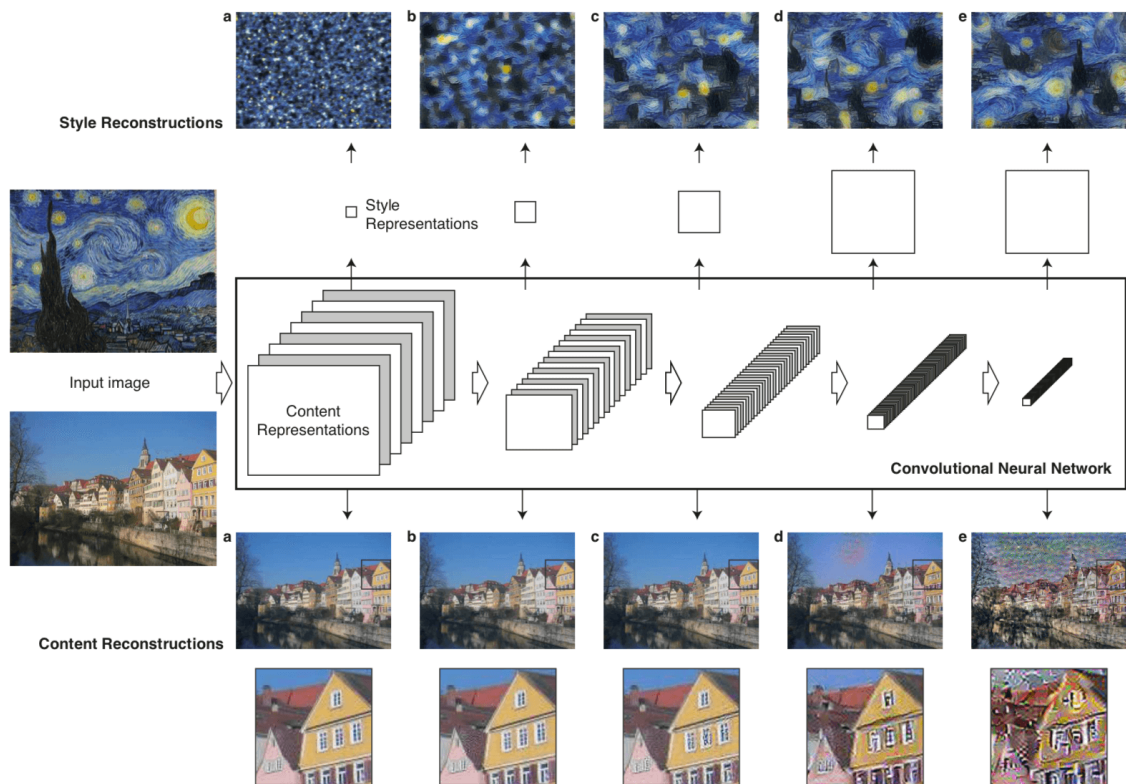 a b c d e
Style Reconstructions
Style
Representations
Input image
Content
Representations
Convolutional Neural Network
a b c d e
Content Reconstructions